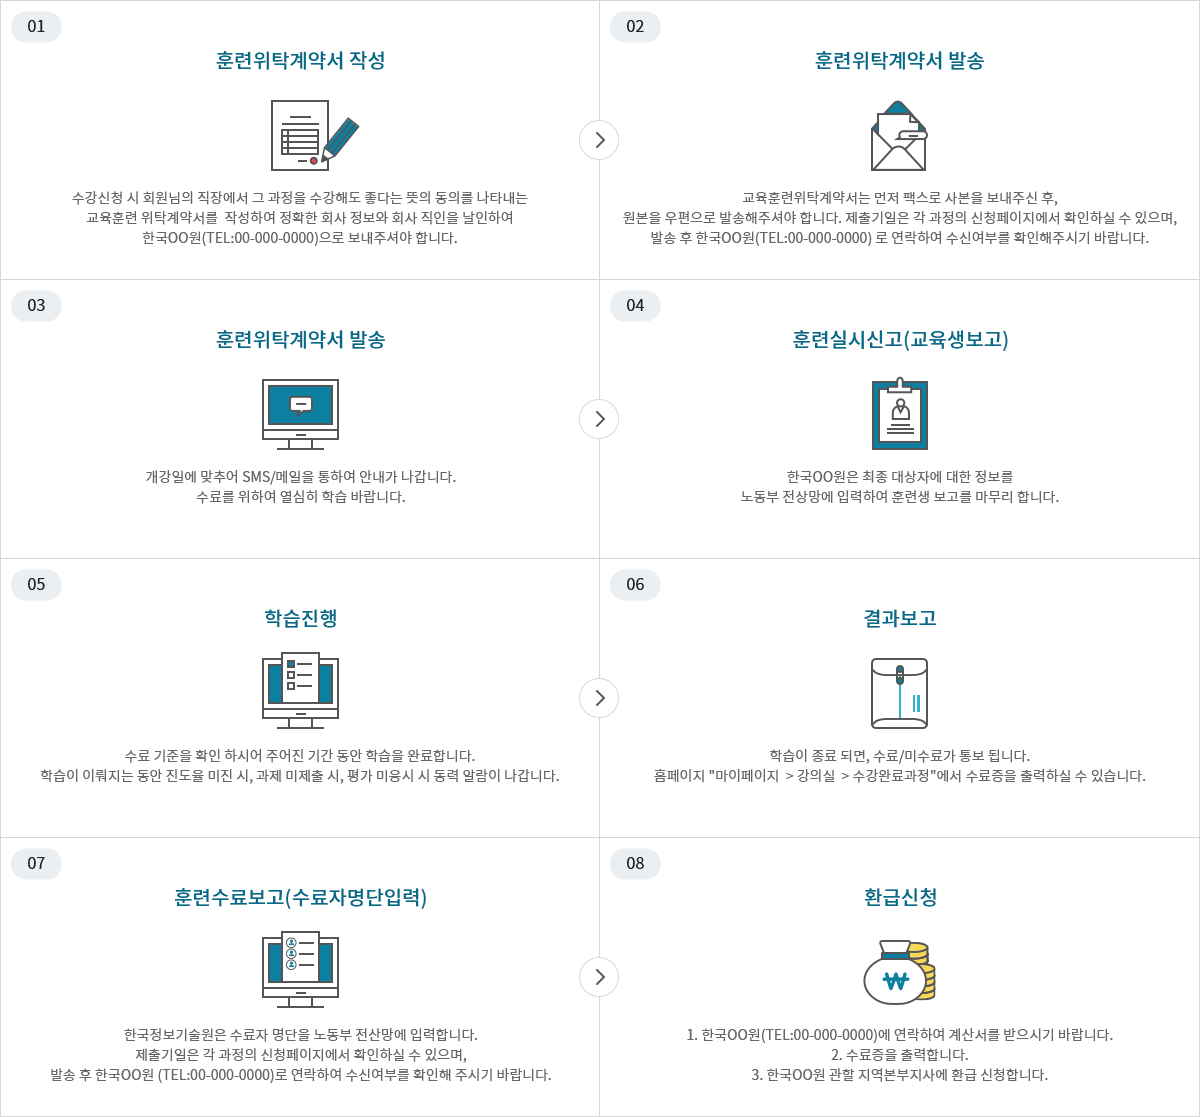 01
훈련위탁계약서 작성
수강신청 시 회원님의 직장에서 그 과정을 수강해도 좋다는 뜻의 동의를 나타내는
교육훈련 위탁계약서를 작성하여 정확한 회사 정보와 회사 직인을 날인하여
한국OO원(TEL:00-000-0000)으로 보내주셔야 합니다.
02
훈련위탁계약서 발송
교육훈련위탁계약서는 먼저 팩스로 사본을 보내주신 후,
원본을 우편으로 발송해주셔야 합니다. 제출기일은 각 과정의 신청페이지에서 확인하실 수 있으며,
발송 후 한국OO원(TEL:00-000-0000) 로 연락하여 수신여부를 확인해주시기 바랍니다.
03
훈련위탁계약서 발송
개강일에 맞추어 SMS/메일을 통하여 안내가 나갑니다.
수료를 위하여 열심히 학습 바랍니다.
04
훈련실시신고(교육생보고)
한국OO원은 최종 대상자에 대한 정보를
노동부 전상망에 입력하여 훈련생 보고를 마무리 합니다.
05
학습진행
수료 기준을 확인 하시어 주어진 기간 동안 학습을 완료합니다.
학습이 이뤄지는 동안 진도율 미진 시, 과제 미제출 시, 평가 미응시 시 동력 알람이 나갑니다.
06
결과보고
학습이 종료 되면, 수료/미수료가 통보 됩니다.
홈페이지 "마이페이지 > 강의실 > 수강완료과정"에서 수료증을 출력하실 수 있습니다.
07
훈련수료보고(수료자명단입력)
한국정보기술원은 수료자 명단을 노동부 전산망에 입력합니다.
제출기일은 각 과정의 신청페이지에서 확인하실 수 있으며,
발송 후 한국OO원 (TEL:00-000-0000)로 연락하여 수신여부를 확인해 주시기 바랍니다.
08
환급신청
₩
1. 한국OO원(TEL:00-000-0000)에 연락하여 계산서를 받으시기 바랍니다.
2. 수료증을 출력합니다.
3. 한국OO원 관할 지역본부지사에 환급 신청합니다.